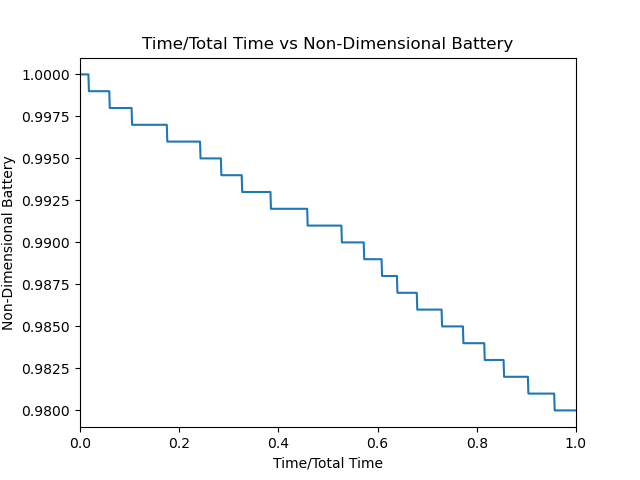 Time/Total Time vs Non-Dimensional Battery
Non-Dimensional Battery
1.0000
0.9975
0.9950
0.9925
0.9900
0.9875
0.9850
0.9825
0.9800
0.0 0.2 0.4 0.6 0.8 1.0
Time/Total Time